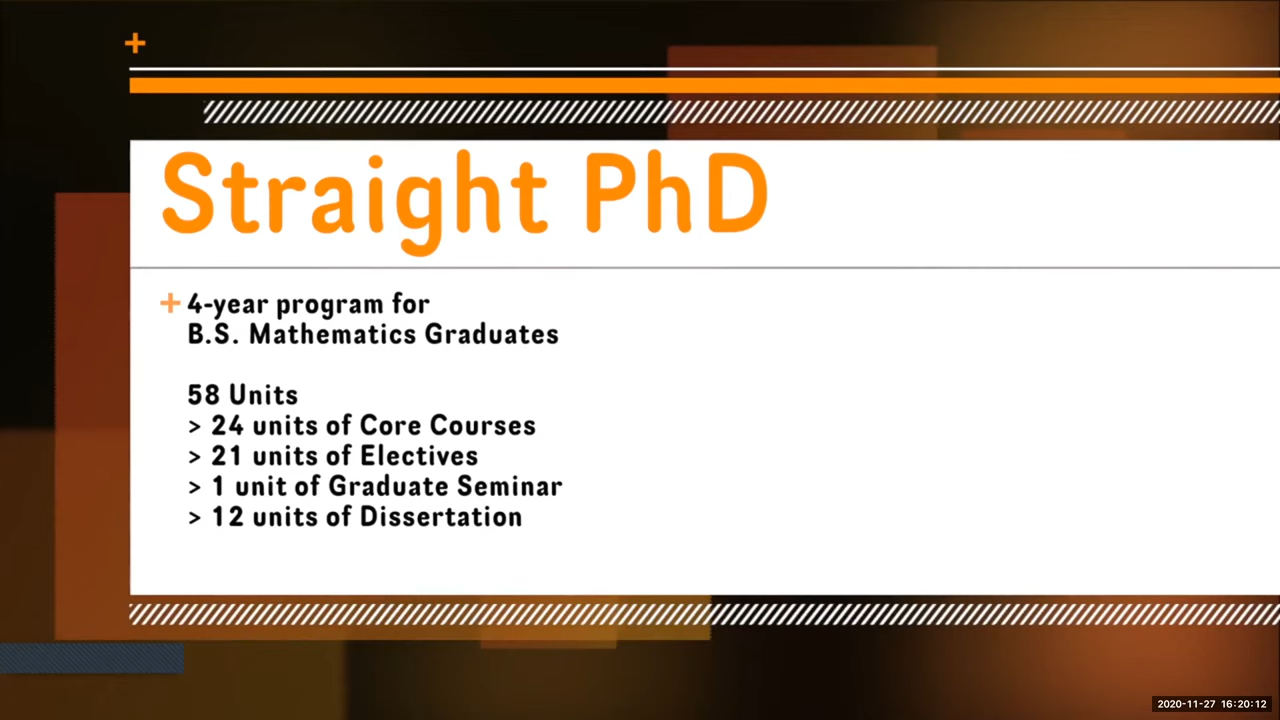 Straight PhD
+ 4-year program for
B.S. Mathematics Graduates
58 Units
> 24 units of Core Courses
> 21 units of Electives
> 1 unit of Graduate Seminar
> 12 units of Dissertation
2020-11-27 16:20:12